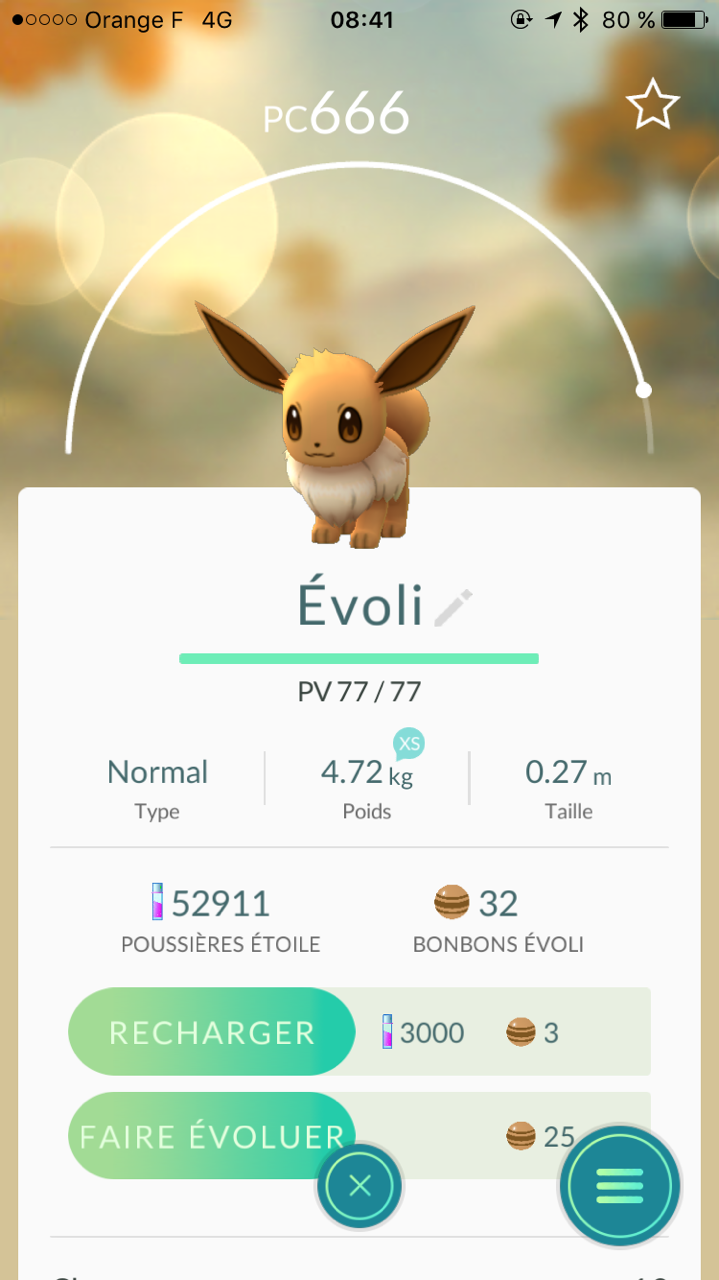 Orange F 4G 08:41 80 %
PC666
Évoli
PV 77 / 77
XS
Normal 4.72 kg 0.27 m
Type Poids Taille
52911 32
POUSSIÈRES ÉTOILE BONBONS ÉVOLI
RECHARGER 3000 3
FAIRE ÉVOLUER 25